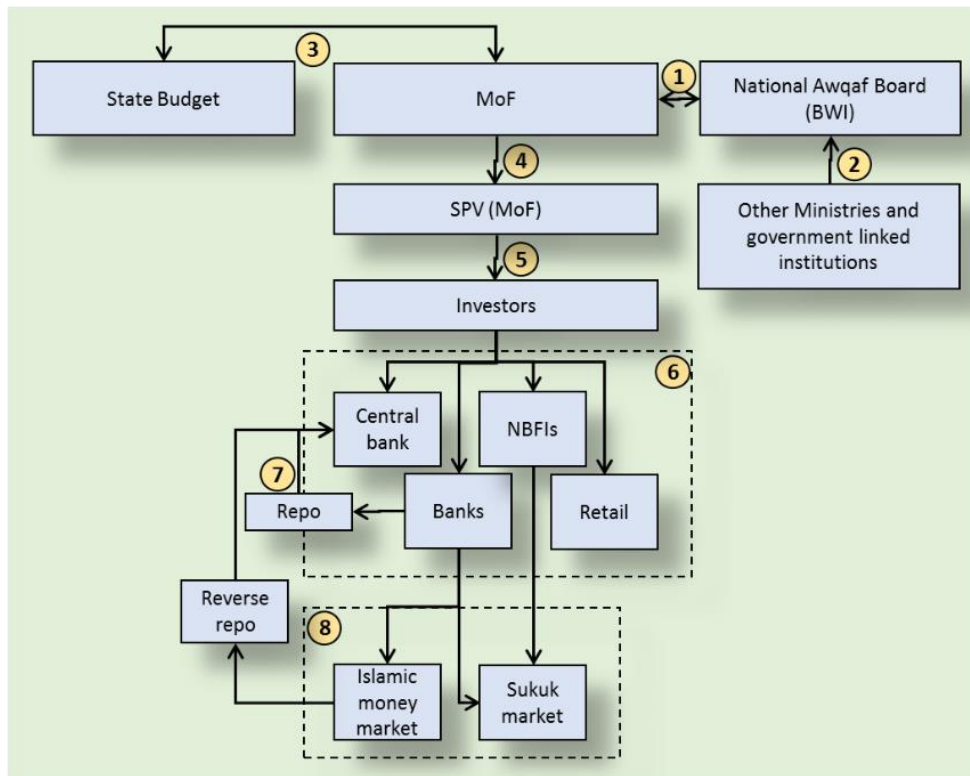 3
State Budget
MoF
1
National Awqaf Board
(BWI)
4
2
SPV (MoF)
Other Ministries and
government linked
institutions
5
Investors
6
Central
bank
NBFIs
7
Repo
Banks
Retail
Reverse
repo
8
Islamic
money
market
Sukuk
market